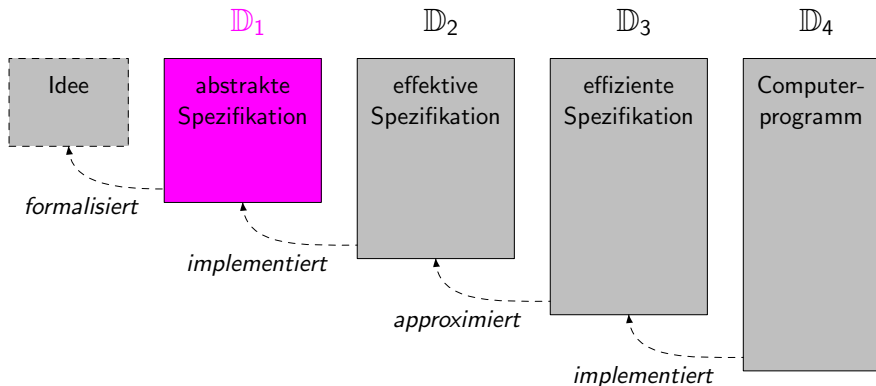 𝔻1 𝔻2 𝔻3 𝔻4
Idee
abstrakte
Spezifikation
effektive
Spezifikation
effiziente
Spezifikation
Computer-
programm
formalisiert
implementiert
approximiert
implementiert